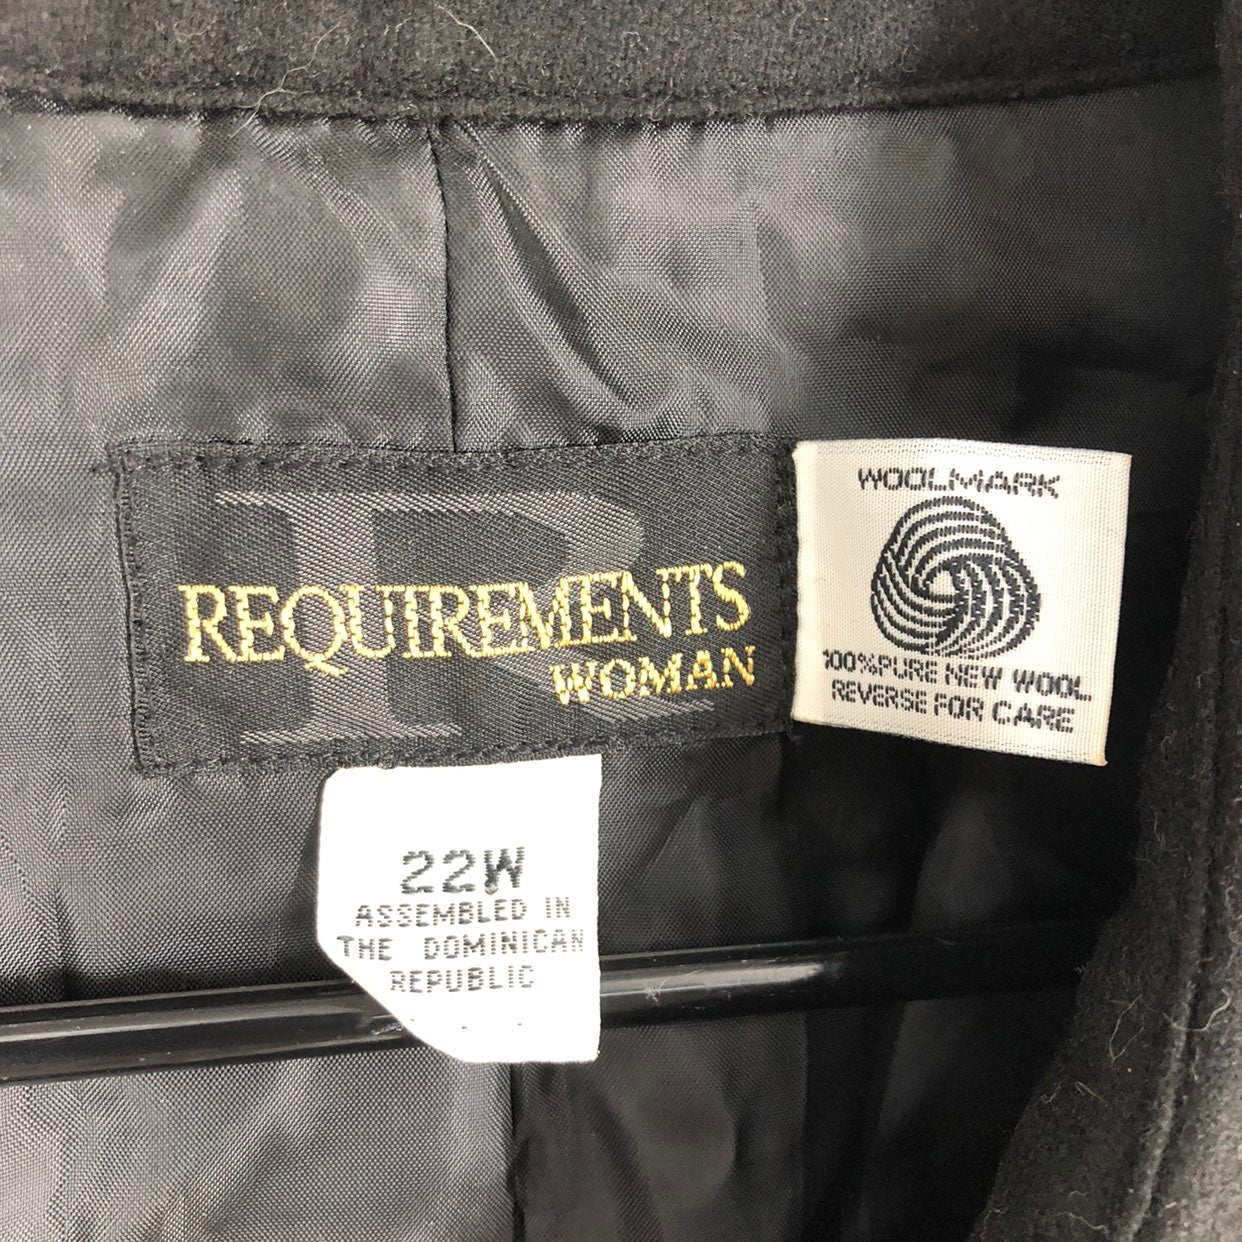 R
REQUIREMENTS
WOMAN
WOOLMARK
100% PURE NEW WOOL
REVERSE FOR CARE
22W
ASSEMBLED IN
THE DOMINICAN
REPUBLIC